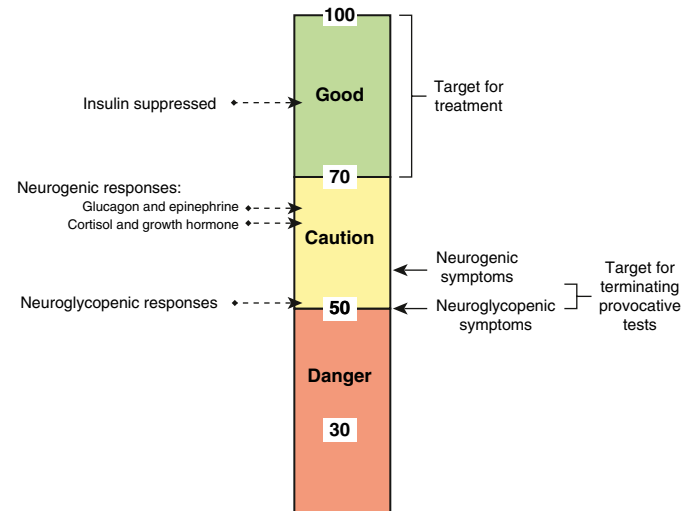 100
Good
Insulin suppressed
Target for
treatment
70
Neurogenic responses:
Glucagon and epinephrine
Cortisol and growth hormone
Caution
Neurogenic
symptoms
Target for
terminating
provocative
tests
Neuroglycopenic responses
50
Neuroglycopenic
symptoms
Danger
30